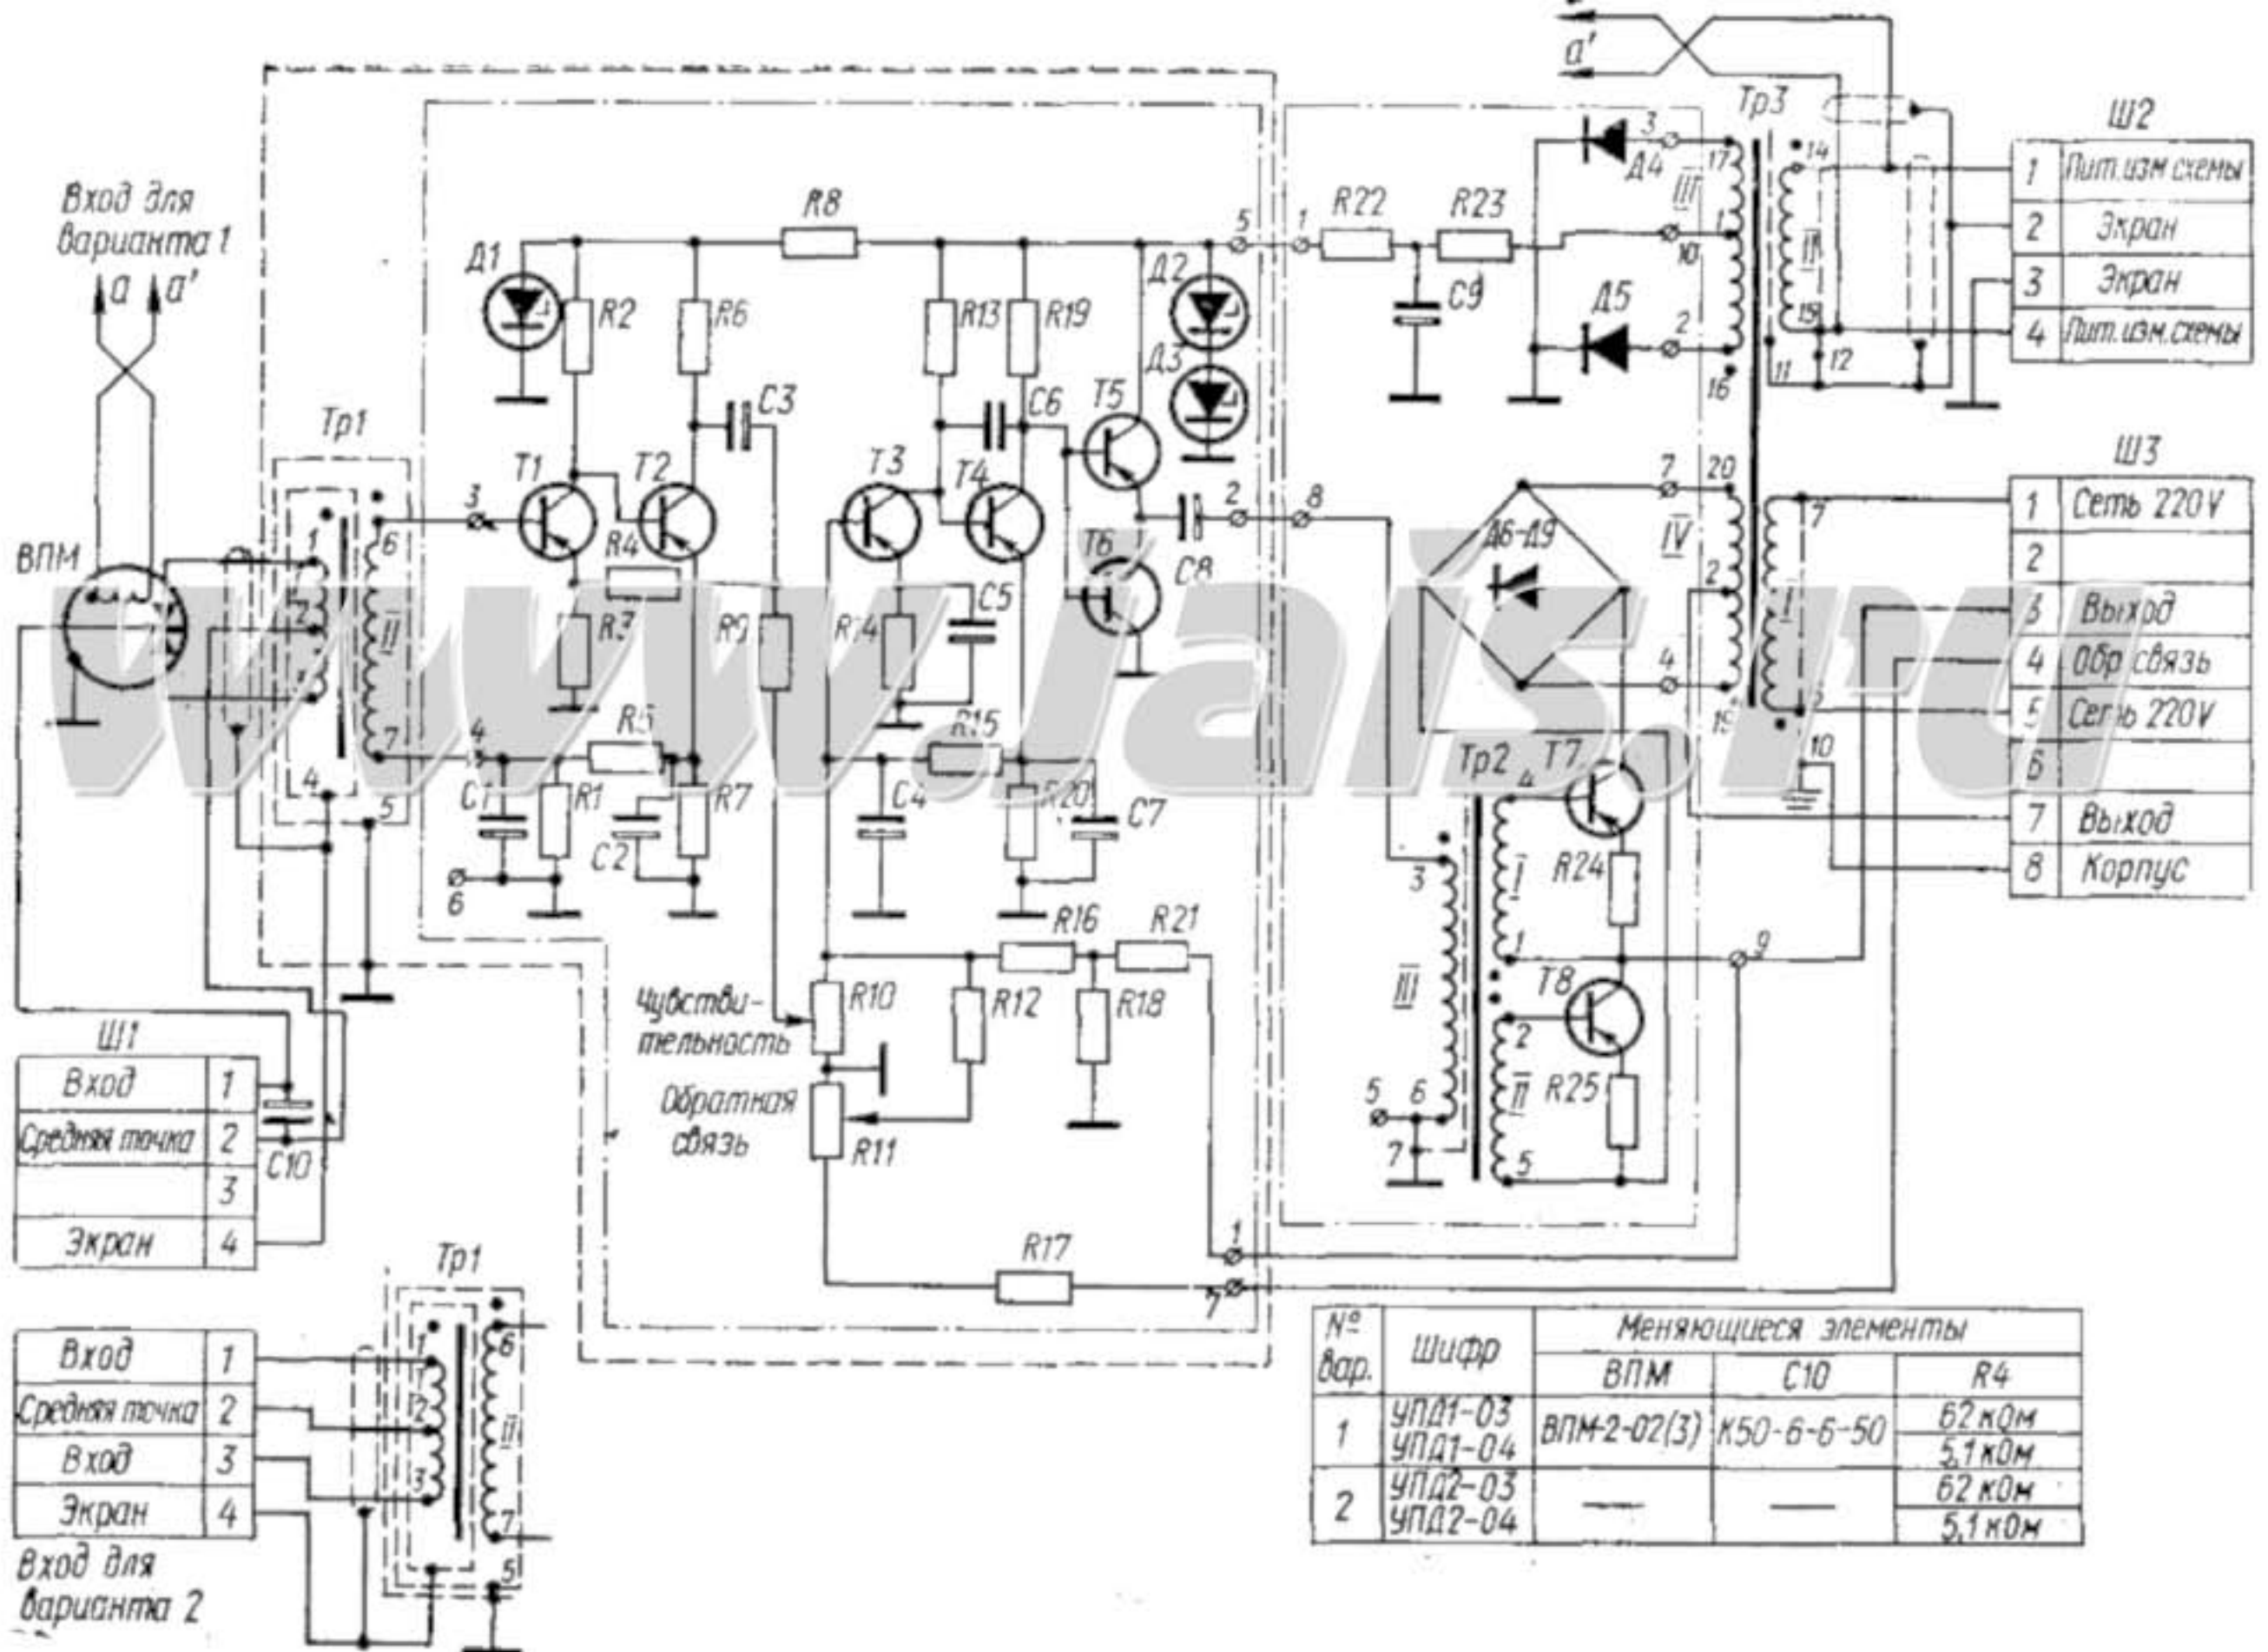 Вход для
варианта 1
а а'
ВПМ
Тр1
1
2
3
4
6
II
7
5
3
4
6
Д1
R8
R2
R6
C3
T1
T2
R4
R3
R9
R5
C1
R1
C2
R7
R13
R19
C6
T3
T4
T5
T6
Д2
Д3
C8
R14
C5
R15
C4
R20
C7
Чувстви-
тельность
R10
R12
R16
R21
R18
Обратная
связь
R11
R17
5
2
1
7
1
8
R22
R23
C9
а'
Д4
Д5
3
10
2
17
16
III
Тр3
14
II
12
11
Д6-Д9
7
20
IV
2
4
19
I
7
10
Тр2
3
III
5
6
7
4
I
1
2
II
5
T7
R24
T8
R25
9
Ш2
1 Пит.изм схемы
2 Экран
3 Экран
4 Пит.изм.схемы
Ш3
1 Сеть 220V
2
3 Выход
4 Обр связь
5 Сеть 220V
6
7 Выход
8 Корпус
www.jais.ru
Ш1
Вход 1
Средняя точка 2
3
Экран 4
C10
Тр1
Вход 1
Средняя точка 2
Вход 3
Экран 4
1
2
3
6
7
5
Вход для
варианта 2
№ вар. Шифр Меняющиеся элементы
ВПМ C10 R4
1 УПД1-03 ВПМ-2-02(3) К50-6-6-50 62 кОм
УПД1-04 5,1 кОм
2 УПД2-03 — — 62 кОм
УПД2-04 5,1 кОм